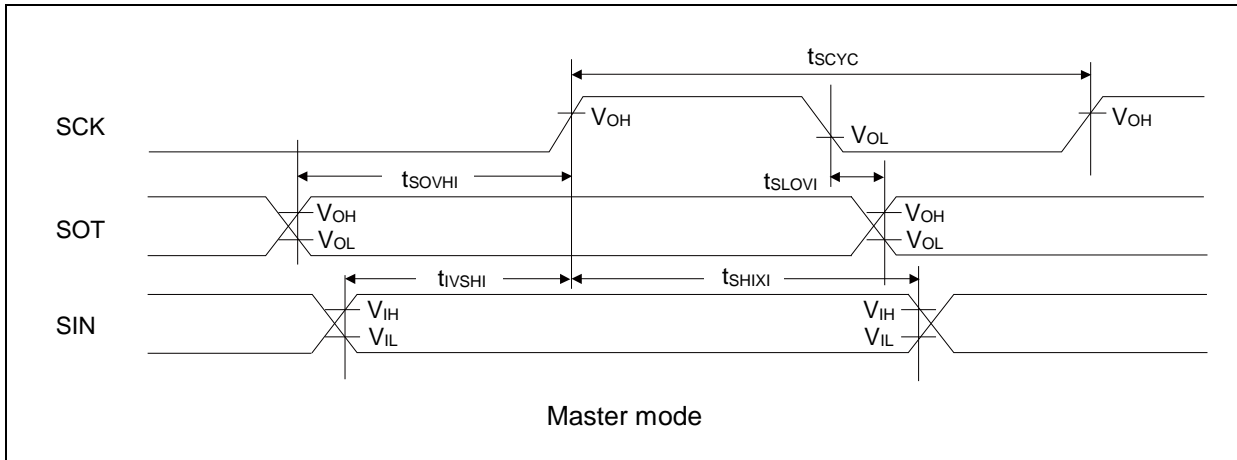 tSCYC
SCK
VOH
VOL
VOH
tSOVHI
tSLOVI
SOT
VOH
VOL
VOH
VOL
tIVSHI
tSHIXI
SIN
VIH
VIL
VIH
VIL
Master mode